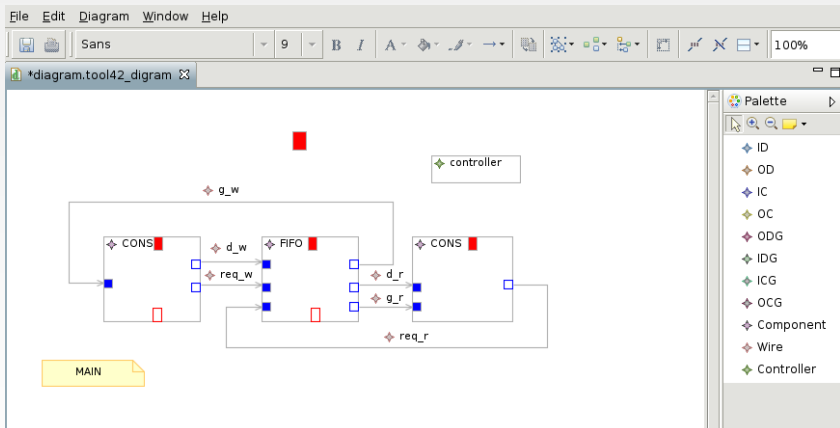 File Edit Diagram Window Help
Sans 9 B I A 100%
*diagram.tool42_digram
Palette
controller
g_w
CONS
d_w
req_w
FIFO
d_r
g_r
CONS
req_r
MAIN
ID
OD
IC
OC
ODG
IDG
ICG
OCG
Component
Wire
Controller